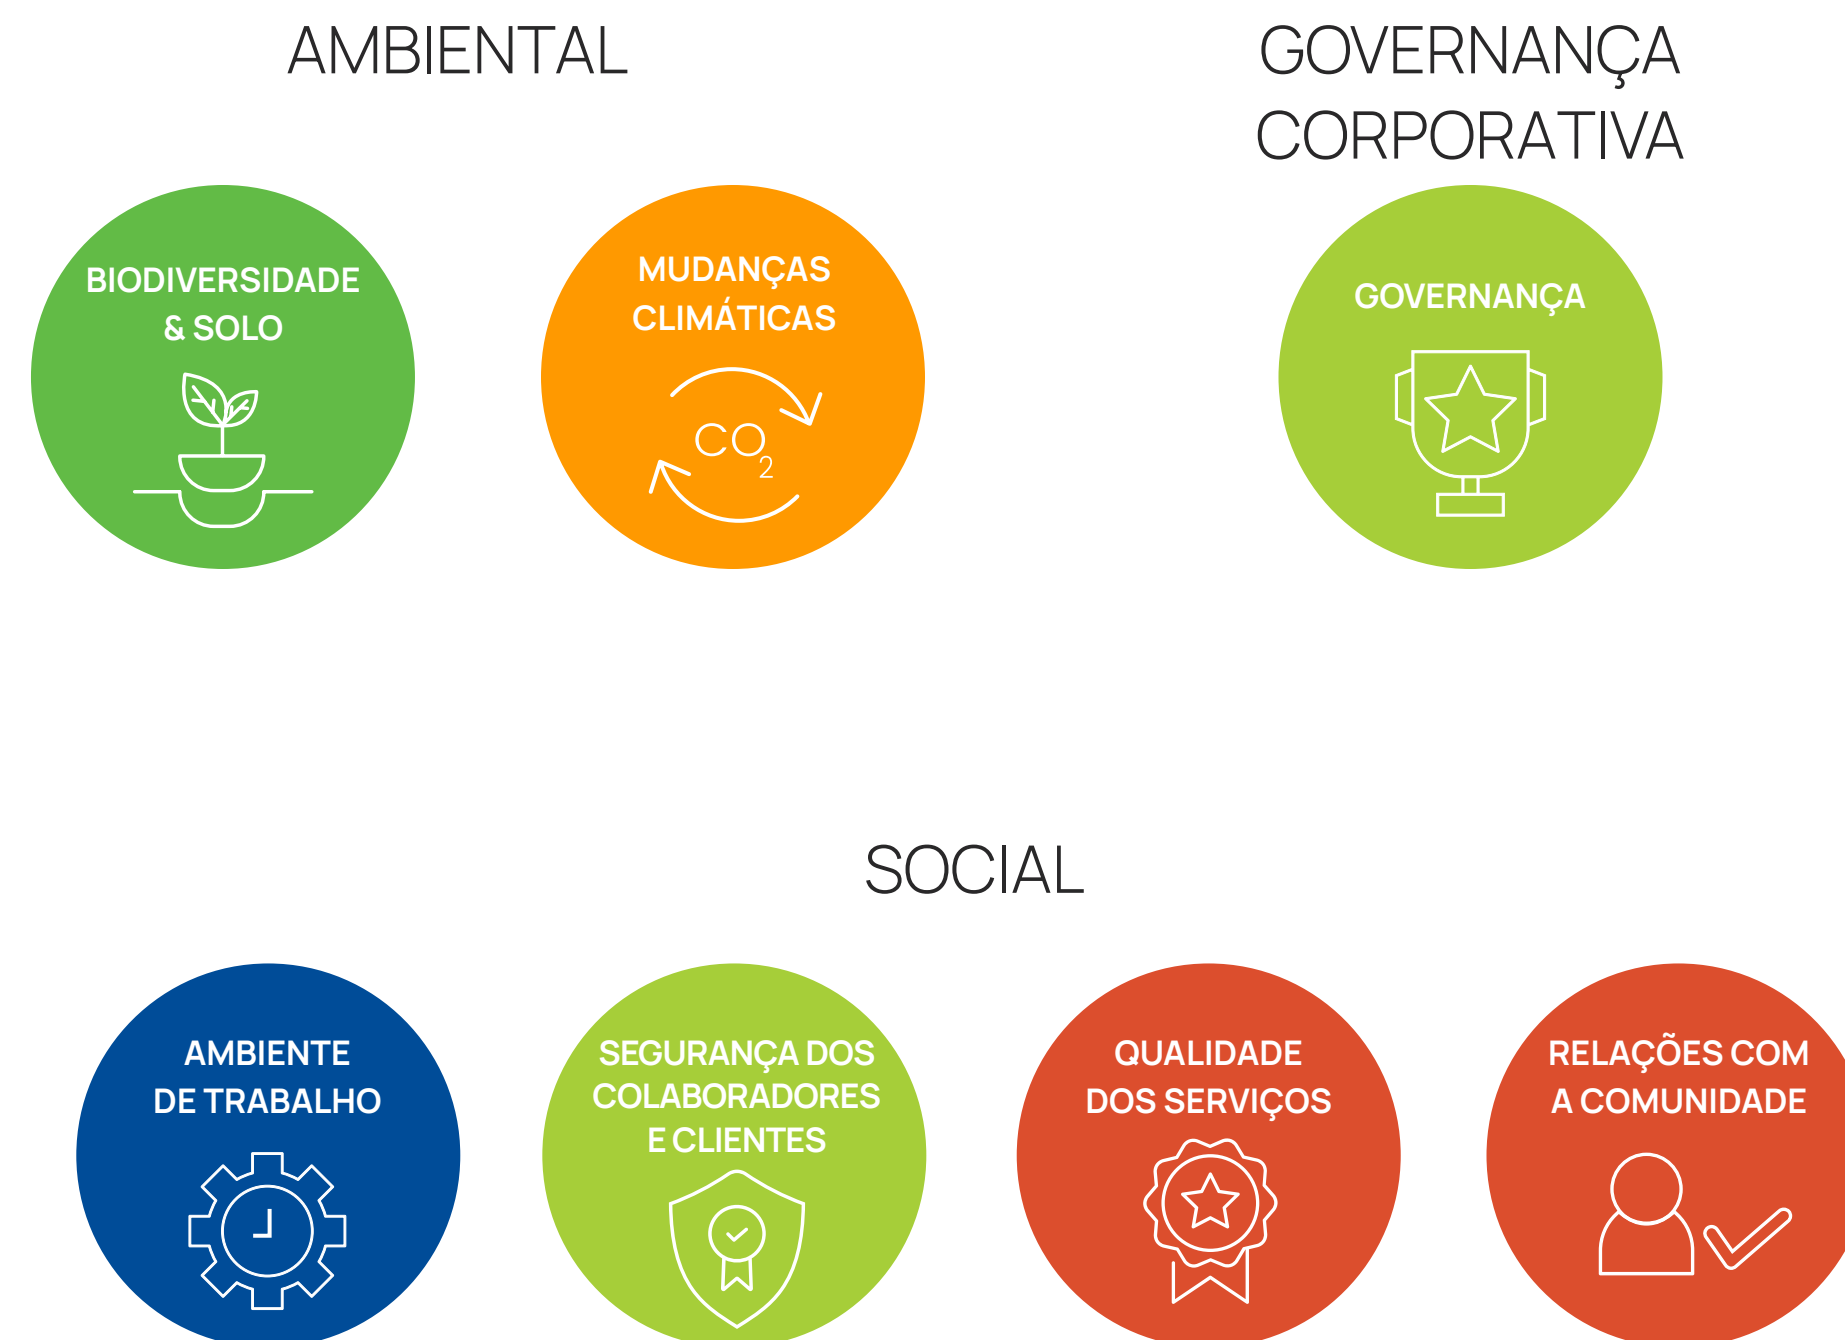 AMBIENTAL
BIODIVERSIDADE
& SOLO
MUDANÇAS
CLIMÁTICAS
CO2
GOVERNANÇA
CORPORATIVA
GOVERNANÇA
SOCIAL
AMBIENTE
DE TRABALHO
SEGURANÇA DOS
COLABORADORES
E CLIENTES
QUALIDADE
DOS SERVIÇOS
RELAÇÕES COM
A COMUNIDADE